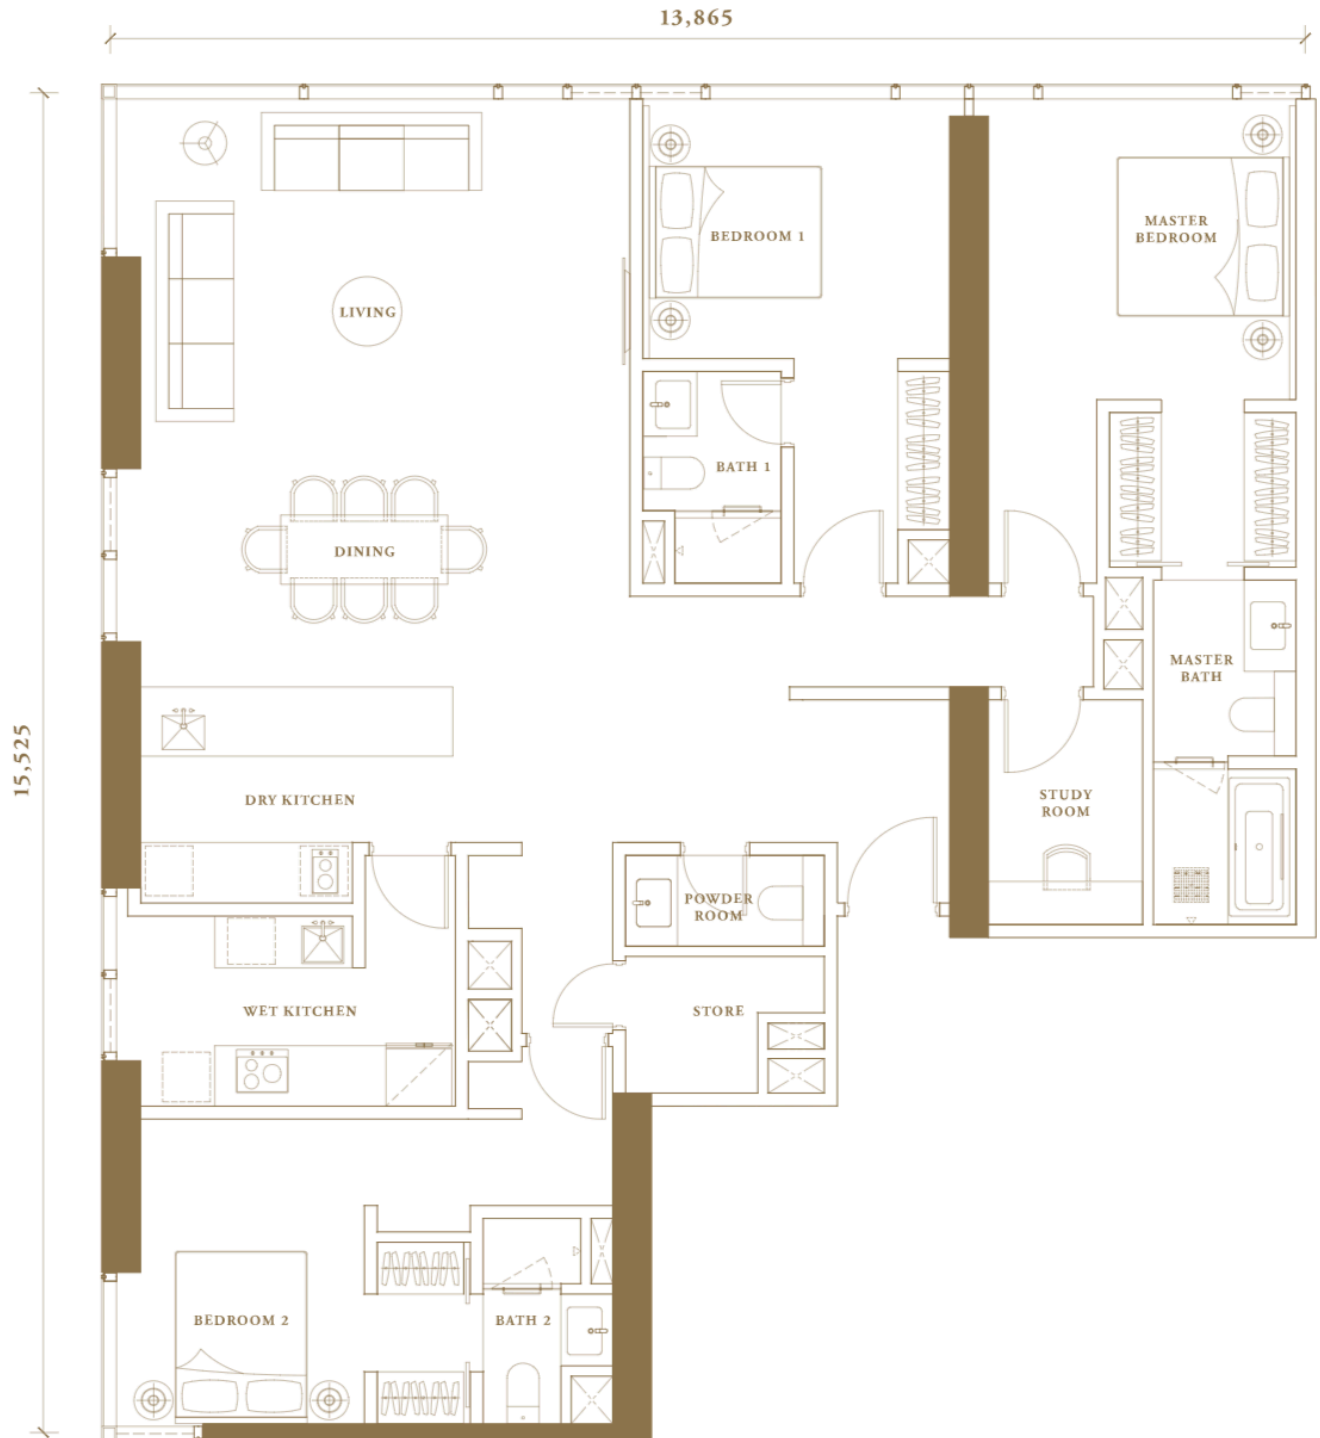 13,865
BEDROOM 1
MASTER
BEDROOM
LIVING
BATH 1
DINING
MASTER
BATH
15,525
DRY KITCHEN
STUDY
ROOM
POWDER
ROOM
WET KITCHEN
STORE
BEDROOM 2
BATH 2